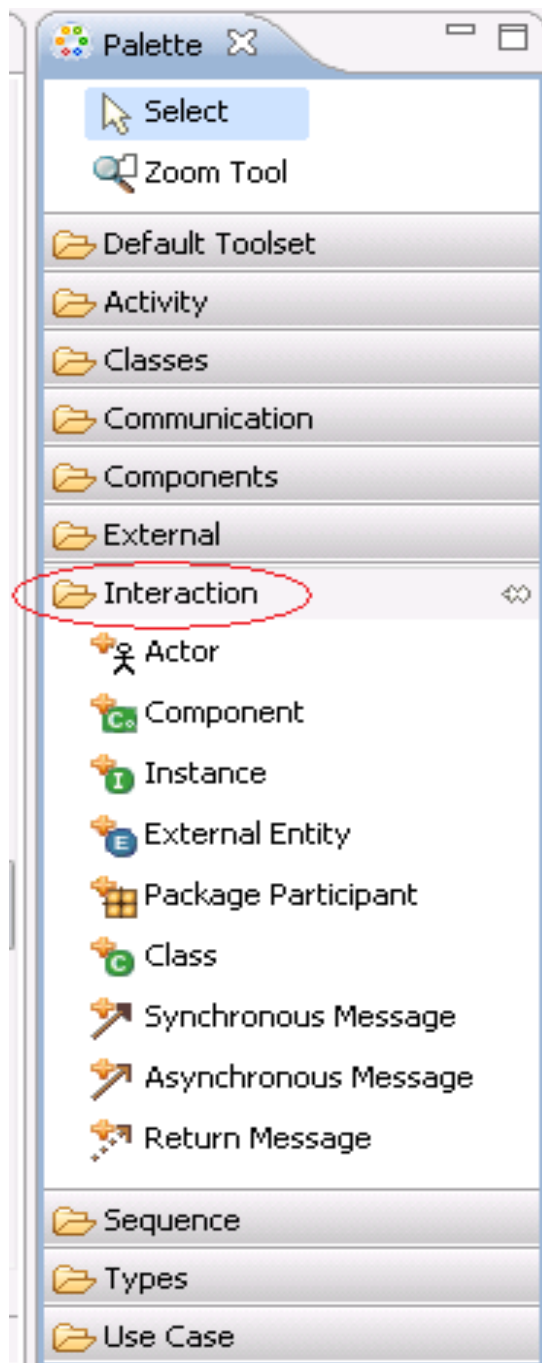 Palette
Select
Zoom Tool
Default Toolset
Activity
Classes
Communication
Components
External
Interaction
Actor
Component
Instance
External Entity
Package Participant
Class
Synchronous Message
Asynchronous Message
Return Message
Sequence
Types
Use Case